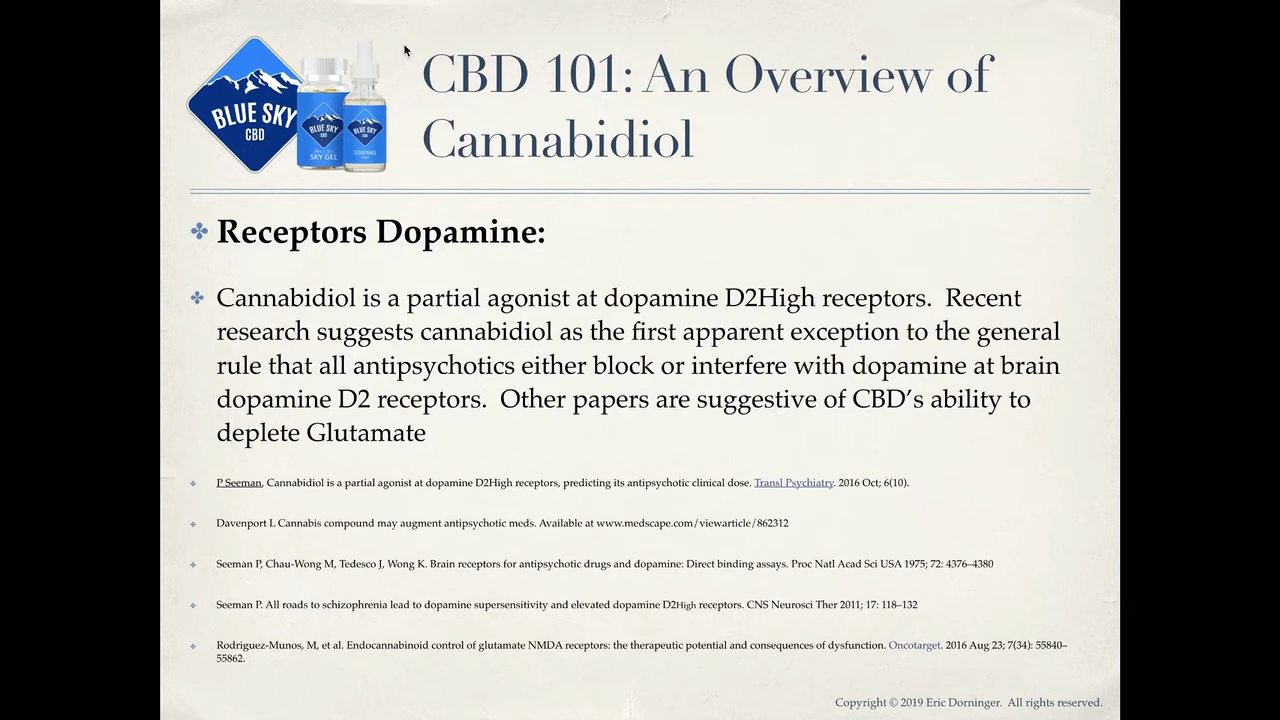 BLUE SKY
CBD
BLUE SKY
CBD
SKY GEL
BLUE SKY
3000MG
CBD 101: An Overview of
Cannabidiol
Receptors Dopamine:
Cannabidiol is a partial agonist at dopamine D2High receptors.  Recent
research suggests cannabidiol as the first apparent exception to the general
rule that all antipsychotics either block or interfere with dopamine at brain
dopamine D2 receptors.  Other papers are suggestive of CBD’s ability to
deplete Glutamate
P Seeman, Cannabidiol is a partial agonist at dopamine D2High receptors, predicting its antipsychotic clinical dose. Transl Psychiatry. 2016 Oct; 6(10).
Davenport L Cannabis compound may augment antipsychotic meds. Available at www.medscape.com/viewarticle/862312
Seeman P, Chau-Wong M, Tedesco J, Wong K. Brain receptors for antipsychotic drugs and dopamine: Direct binding assays. Proc Natl Acad Sci USA 1975; 72: 4376–4380
Seeman P. All roads to schizophrenia lead to dopamine supersensitivity and elevated dopamine D2High receptors. CNS Neurosci Ther 2011; 17: 118–132
Rodriguez-Munos, M, et al. Endocannabinoid control of glutamate NMDA receptors: the therapeutic potential and consequences of dysfunction. Oncotarget. 2016 Aug 23; 7(34): 55840–
55862.
Copyright © 2019 Eric Dorninger.  All rights reserved.